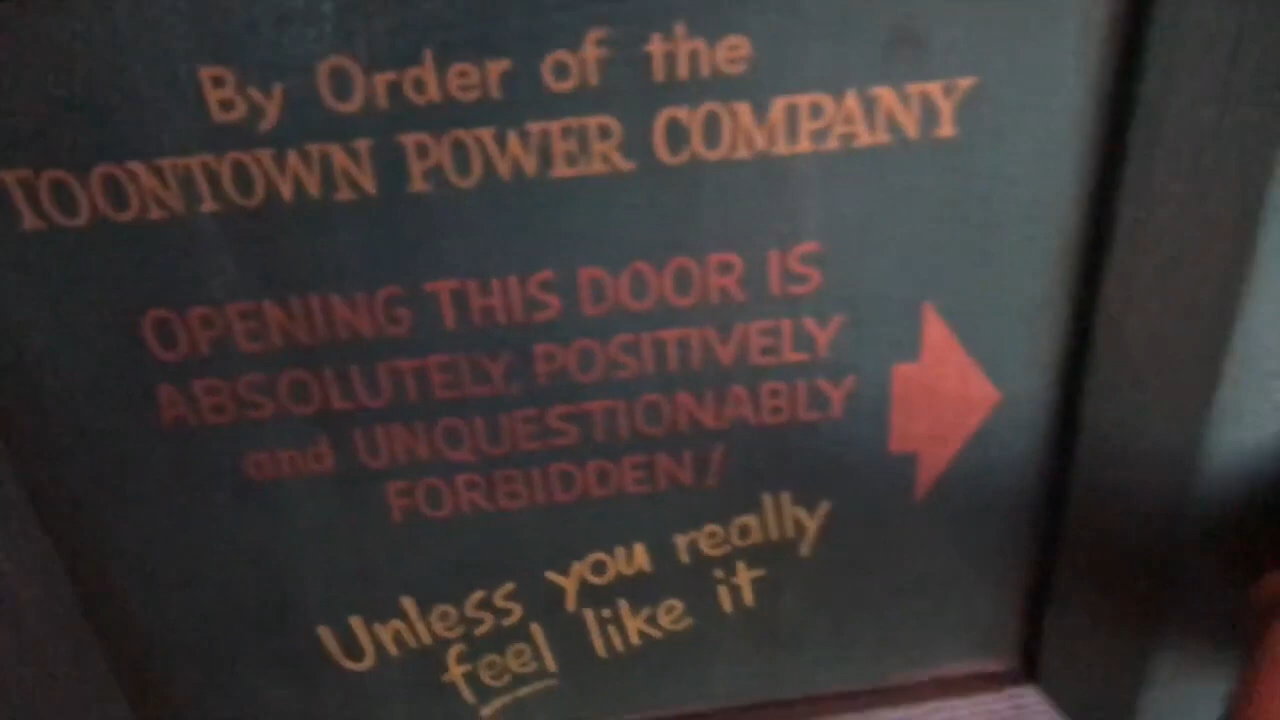 By Order of the
TOONTOWN POWER COMPANY
OPENING THIS DOOR IS
ABSOLUTELY, POSITIVELY
and UNQUESTIONABLY
FORBIDDEN!
Unless you really
feel like it